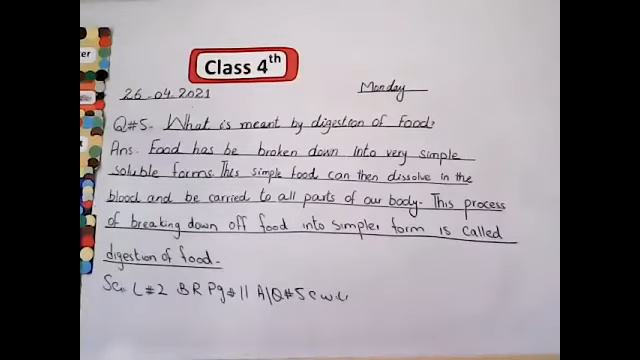 ter
Class 4th
26-04-2021 Monday
Q#5. What is meant by digestion of Food?
Ans. Food has be broken down into very simple
soluble forms. This simple food can then dissolve in the
blood and be carried to all parts of our body. This process
of breaking down off food into simpler form is called
digestion of food.
Sc. L#2 BR Pg#11 A/Q#5 C.W